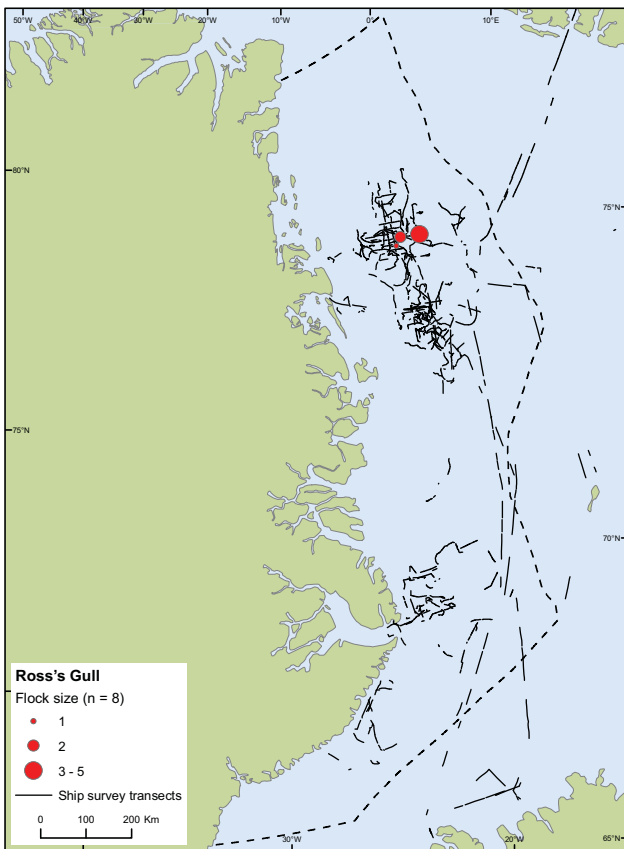 50°W 40°W 30°W 20°W 10°W 0° 10°E
80°N
75°N
75°N
70°N
Ross's Gull
Flock size (n = 8)
1
2
3 - 5
Ship survey transects
0 100 200 Km
30°W 20°W
65°N